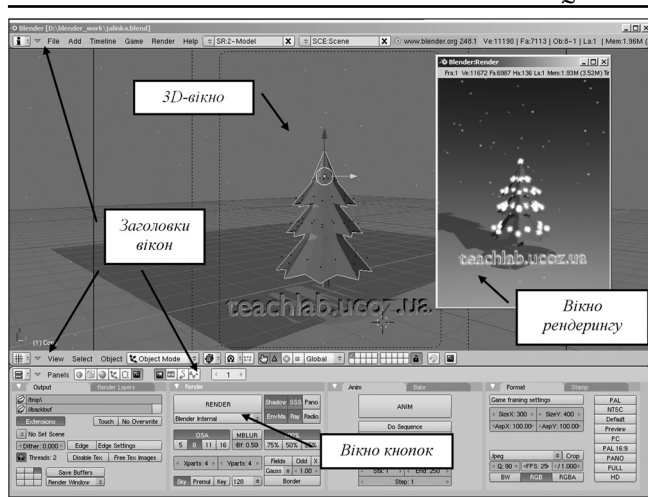 Blender [D:\blender_work\jalinka.blend]
File Add Timeline Game Render Help SR:2-Model X SCE:Scene X www.blender.org 248.1 Ve:11190 | Fa:7113 | Ob:8-1 | La:1 | Mem:1.96M
Blender:Render
Fra:1 Ve:11672 Fa:6987 Ha:136 La:1 Mem:1.93M (3.52M)
3D-вікно
Заголовки
вікон
teachlab.ucoz.ua
teachlab.ucoz.ua
Вікно
рендерингу
(1)
View Select Object Object Mode Global
Panels 1
Output Render Layers
/tmp\
//backbuf
Extensions Touch No Overwrite
No Set Scene
Dither: 0.000 Edge Edge Settings
Threads: 2 Disable Tex Free Tex Images
Save Buffers
Render Window
Render
RENDER
Blender Internal
Shadow SSS Pano
EnvMa Ray Radio
OSA MBLUR
5 8 11 16 Bf: 0.50 75% 50% 25%
Xparts: 4 Yparts: 4 Fields Odd X
Gauss 1.00
Sky Premul Key 128 Border
Вікно кнопок
Anim Bake
ANIM
Do Sequence
Sta: 1 End: 250
Step: 1
Format Stamp
Game framing settings
SizeX: 300 SizeY: 400
AspX: 100.00 AspY: 100.00
Jpeg Crop
Q: 90 FPS: 25 /1.000
BW RGB RGBA
PAL
NTSC
Default
Preview
PC
PAL 16:9
PANO
FULL
HD